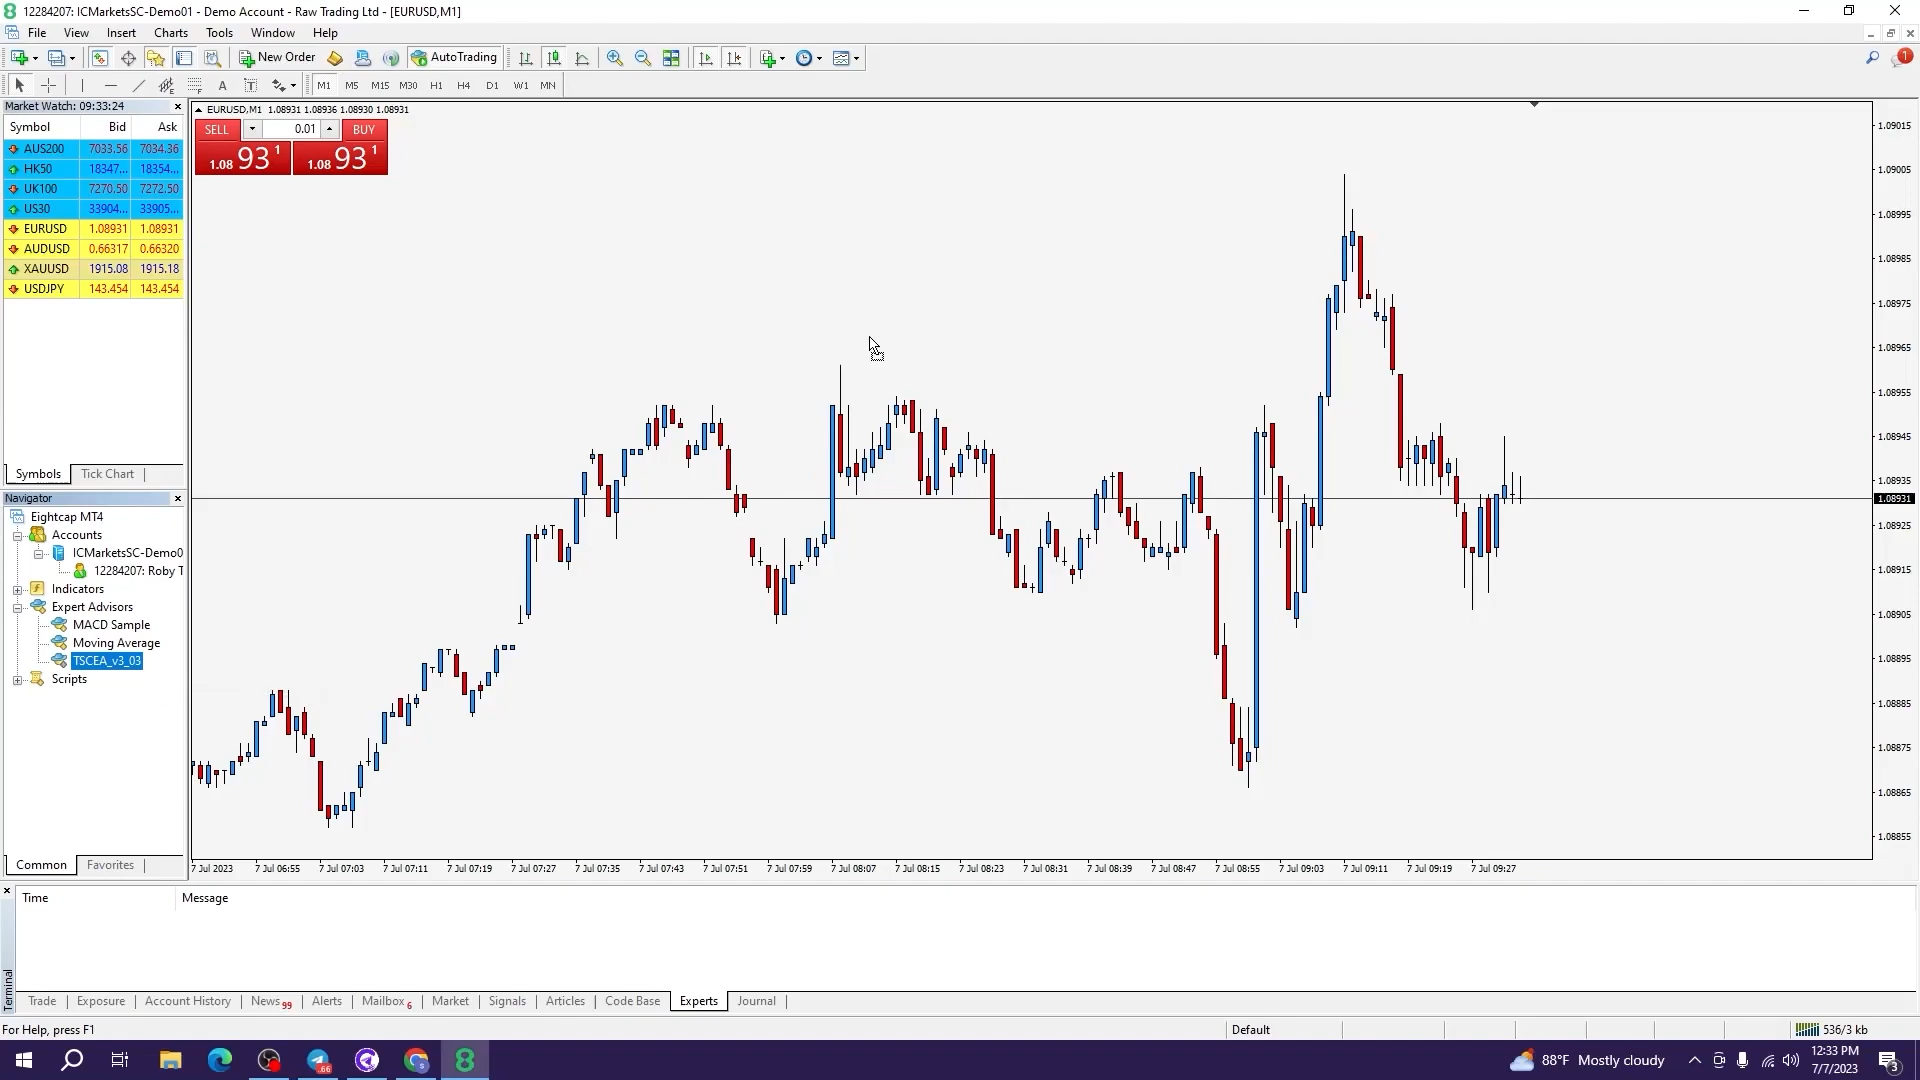 12284207: ICMarketsSC-Demo01 - Demo Account - Raw Trading Ltd - [EURUSD,M1]
File View Insert Charts Tools Window Help
New Order AutoTrading
A T M1 M5 M15 M30 H1 H4 D1 W1 MN
1
Market Watch: 09:33:24
Symbol Bid Ask
AUS200 7033.56 7034.36
HK50 18347... 18354...
UK100 7270.50 7272.50
US30 33904... 33905...
EURUSD 1.08931 1.08931
AUDUSD 0.66317 0.66320
XAUUSD 1915.08 1915.18
USDJPY 143.454 143.454
Symbols Tick Chart
Navigator
Eightcap MT4
Accounts
ICMarketsSC-Demo0
12284207: Roby T
Indicators
Expert Advisors
MACD Sample
Moving Average
TSCEA_v3_03
Scripts
Common Favorites
EURUSD,M1 1.08931 1.08936 1.08930 1.08931
SELL 0.01 BUY
1.08 93 1 1.08 93 1
1.09015
1.09005
1.08995
1.08985
1.08975
1.08965
1.08955
1.08945
1.08935
1.08931
1.08925
1.08915
1.08905
1.08895
1.08885
1.08875
1.08865
1.08855
7 Jul 2023 7 Jul 06:55 7 Jul 07:03 7 Jul 07:11 7 Jul 07:19 7 Jul 07:27 7 Jul 07:35 7 Jul 07:43 7 Jul 07:51 7 Jul 07:59 7 Jul 08:07 7 Jul 08:15 7 Jul 08:23 7 Jul 08:31 7 Jul 08:39 7 Jul 08:47 7 Jul 08:55 7 Jul 09:03 7 Jul 09:11 7 Jul 09:19 7 Jul 09:27
Time Message
Terminal
Trade Exposure Account History News 99 Alerts Mailbox 6 Market Signals Articles Code Base Experts Journal
For Help, press F1 Default 536/3 kb
66 88°F Mostly cloudy 12:33 PM
7/7/2023 3